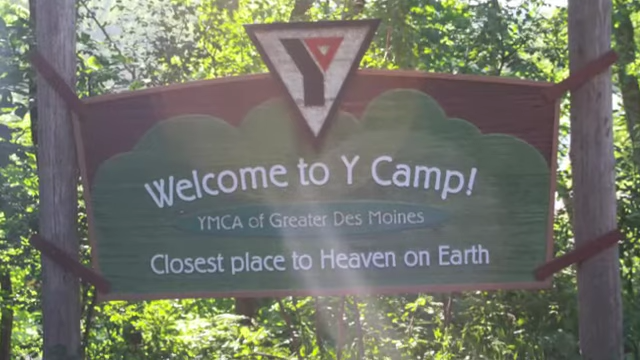 Y
Welcome to Y Camp!
YMCA of Greater Des Moines
Closest place to Heaven on Earth